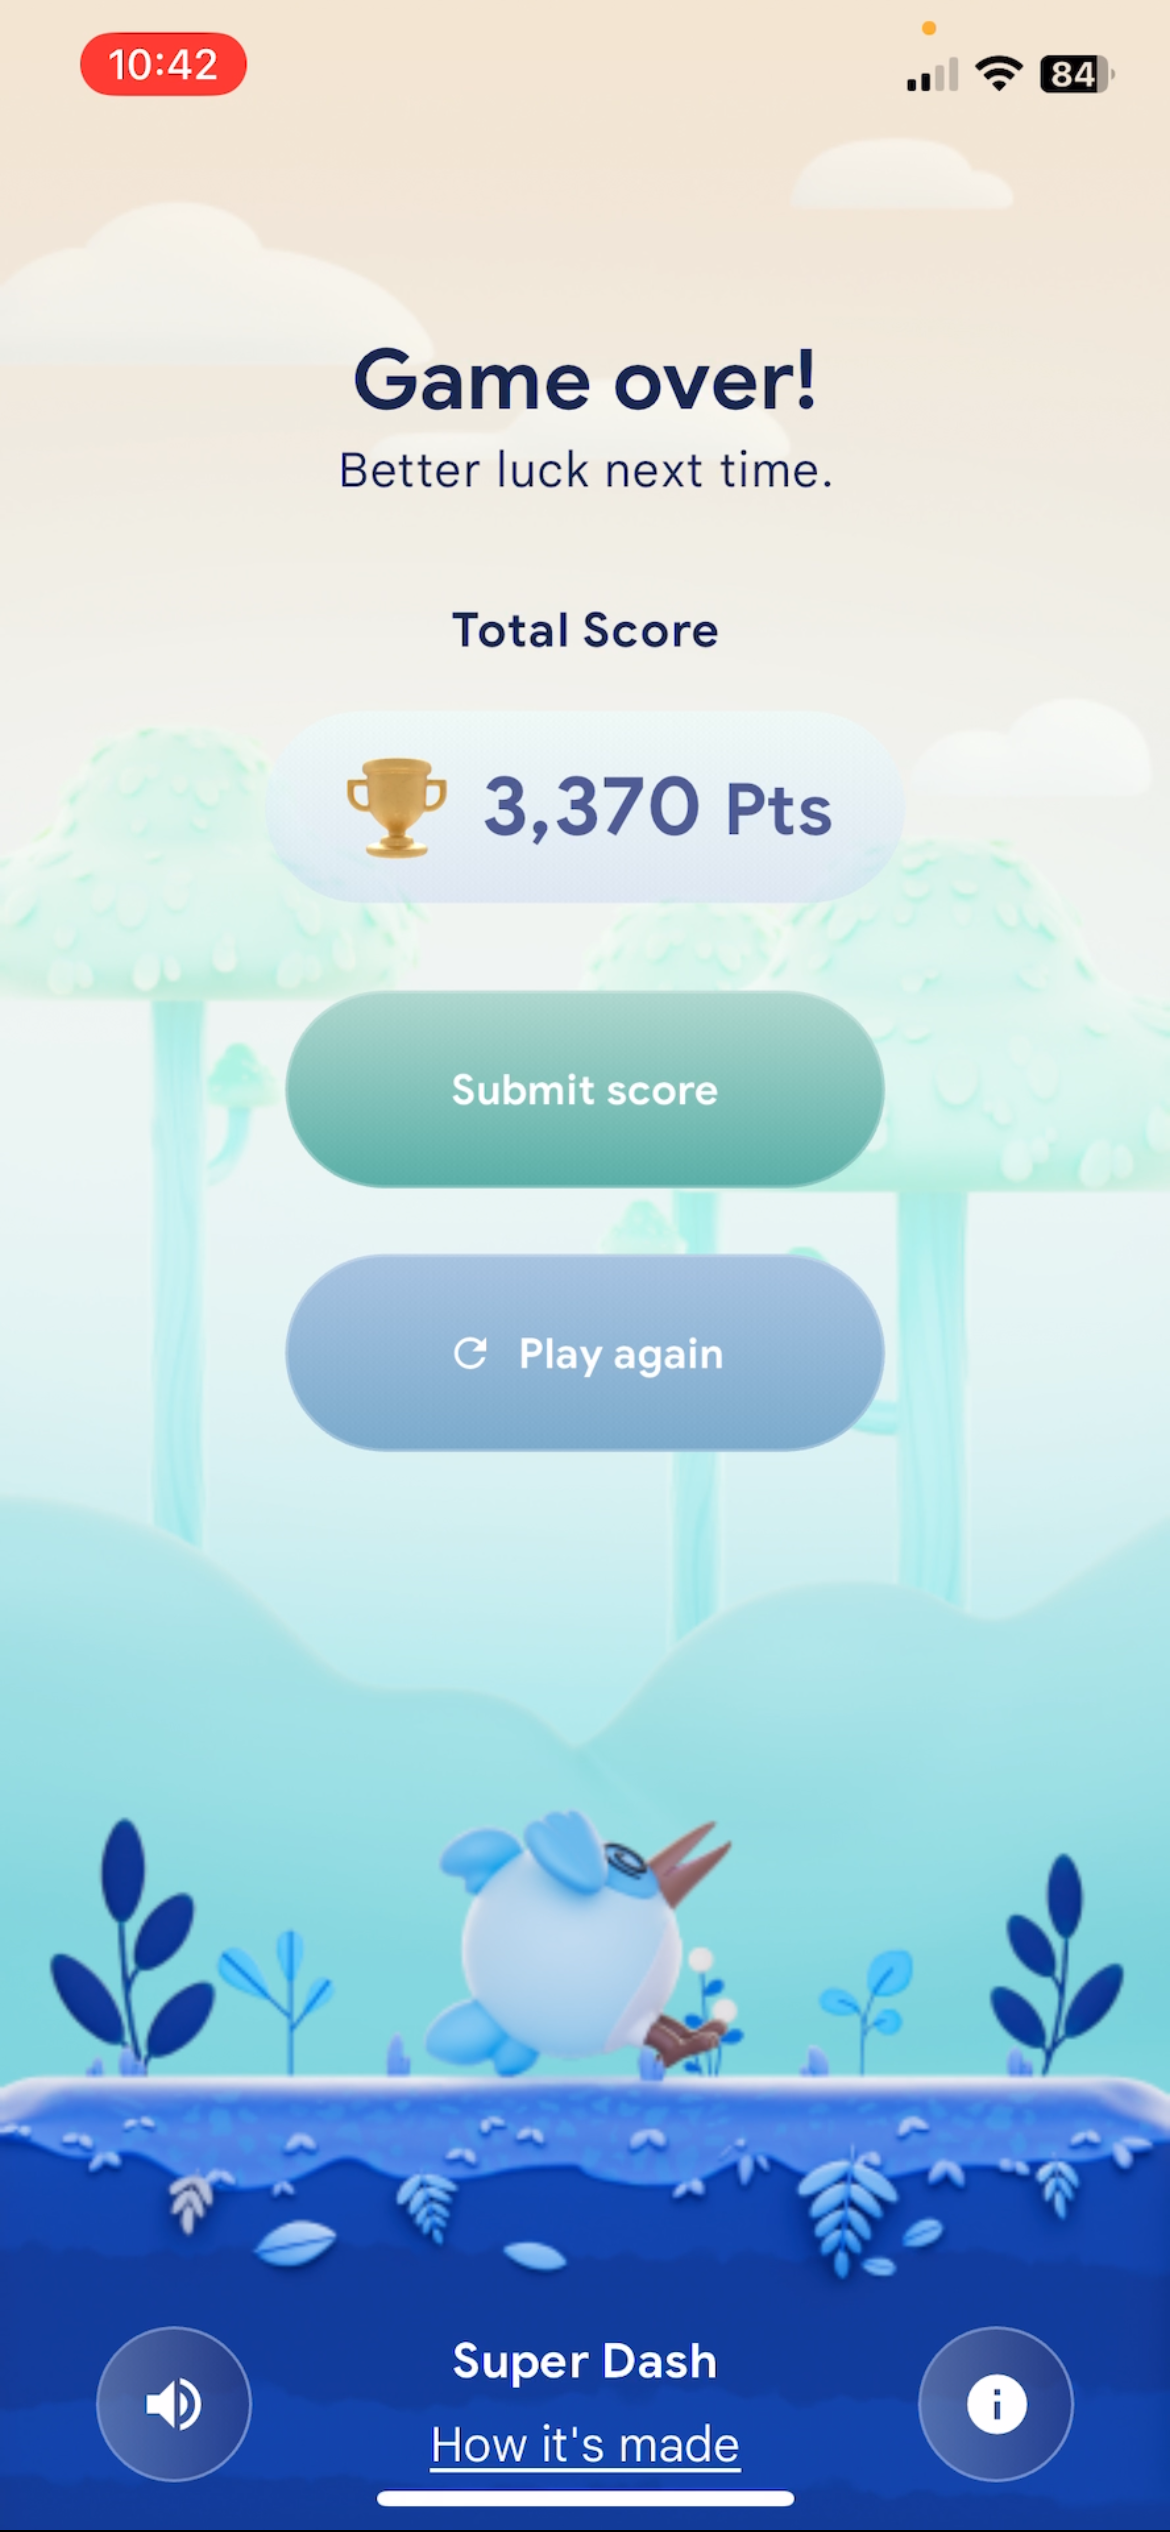 10:42
84
Game over!
Better luck next time.
Total Score
3,370 Pts
Submit score
Play again
Super Dash
How it's made